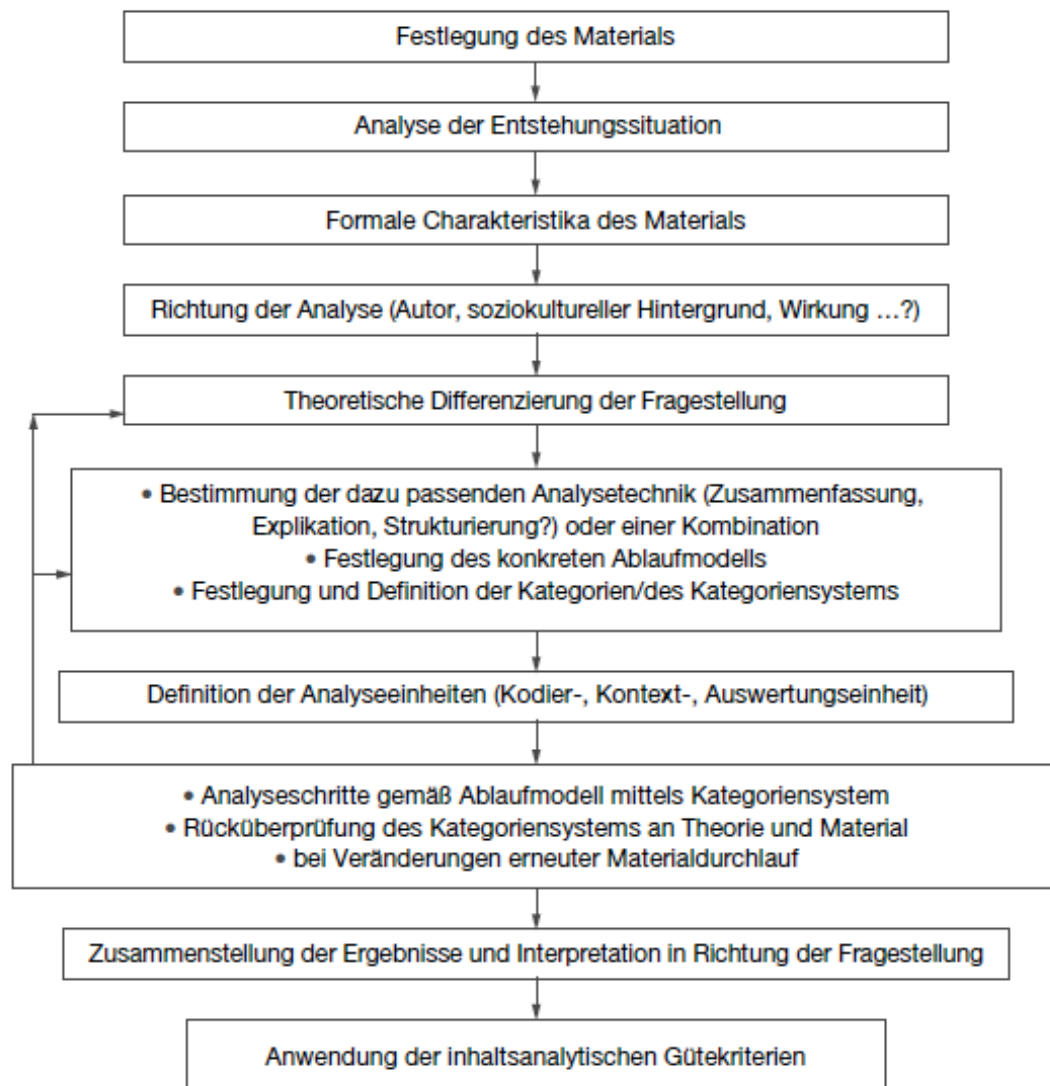 Festlegung des Materials
Analyse der Entstehungssituation
Formale Charakteristika des Materials
Richtung der Analyse (Autor, soziokultureller Hintergrund, Wirkung …?)
Theoretische Differenzierung der Fragestellung
• Bestimmung der dazu passenden Analysetechnik (Zusammenfassung,
Explikation, Strukturierung?) oder einer Kombination
• Festlegung des konkreten Ablaufmodells
• Festlegung und Definition der Kategorien/des Kategoriensystems
Definition der Analyseeinheiten (Kodier-, Kontext-, Auswertungseinheit)
• Analyseschritte gemäß Ablaufmodell mittels Kategoriensystem
• Rücküberprüfung des Kategoriensystems an Theorie und Material
• bei Veränderungen erneuter Materialdurchlauf
Zusammenstellung der Ergebnisse und Interpretation in Richtung der Fragestellung
Anwendung der inhaltsanalytischen Gütekriterien